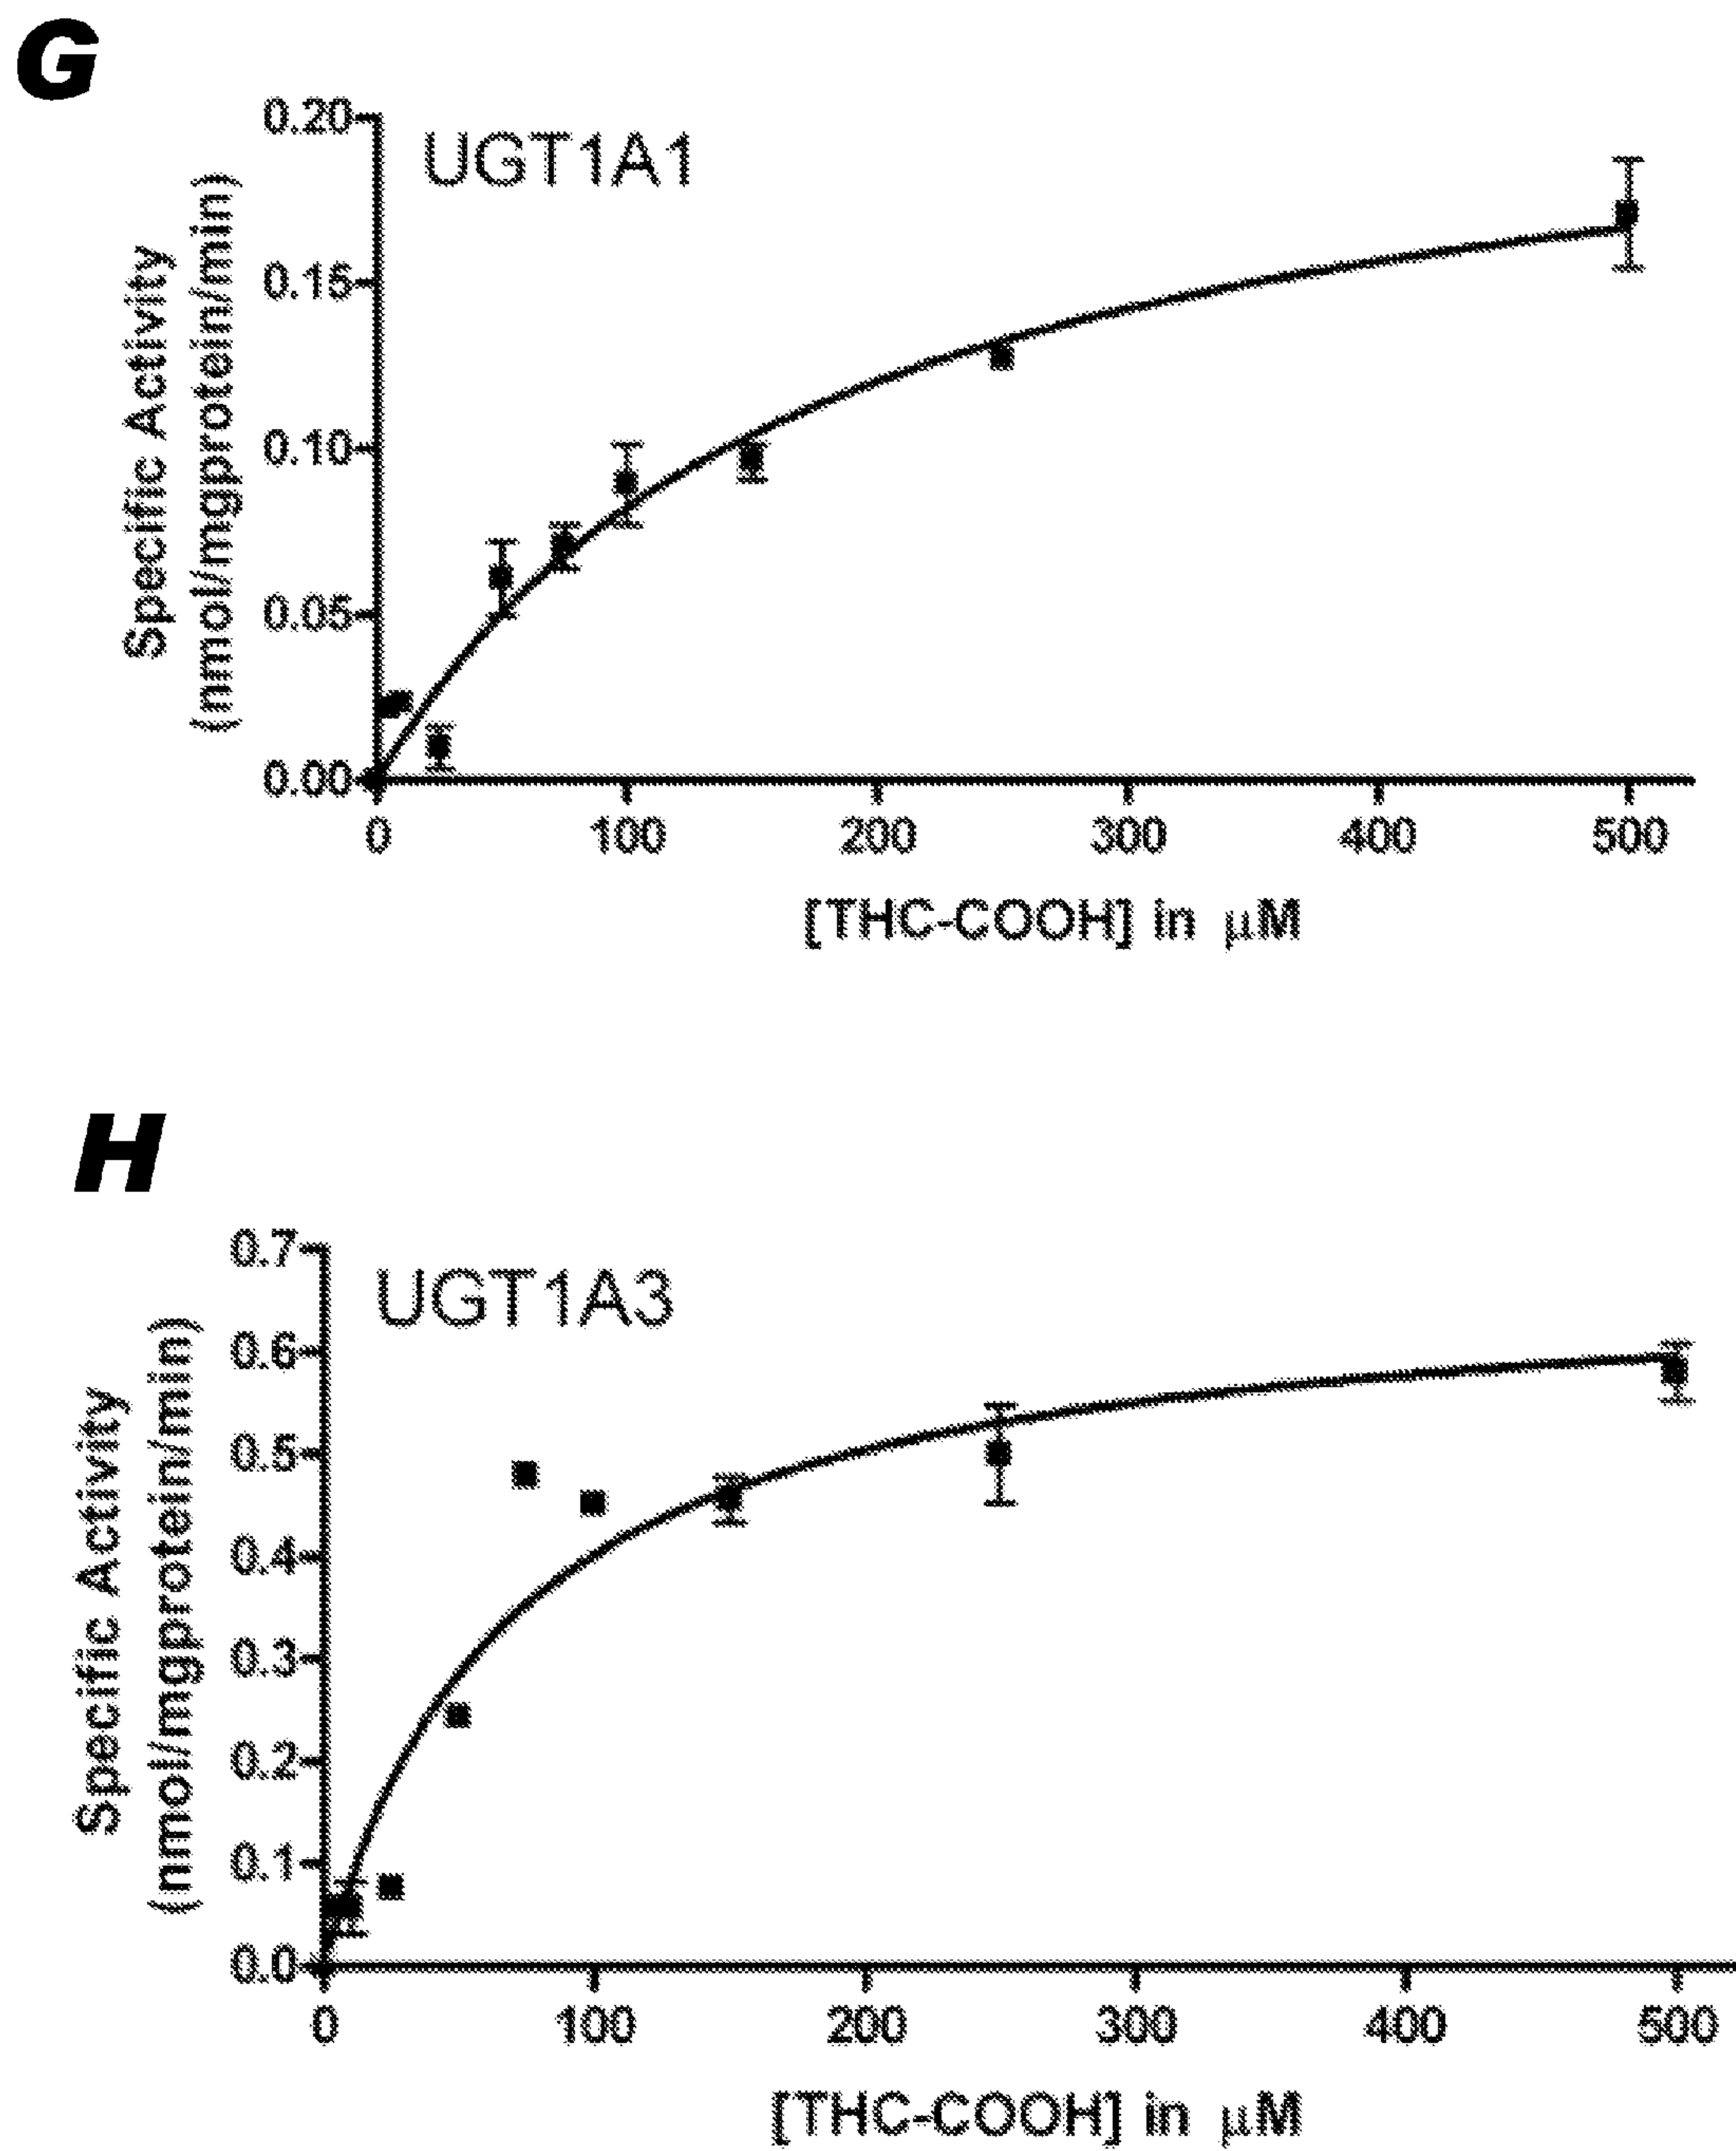 G
UGT1A1
Specific Activity
(nmol/mgprotein/min)
0.20
0.15
0.10
0.05
0.00
0 100 200 300 400 500
[THC-COOH] in μM
H
UGT1A3
Specific Activity
(nmol/mgprotein/min)
0.7
0.6
0.5
0.4
0.3
0.2
0.1
0.0
0 100 200 300 400 500
[THC-COOH] in μM